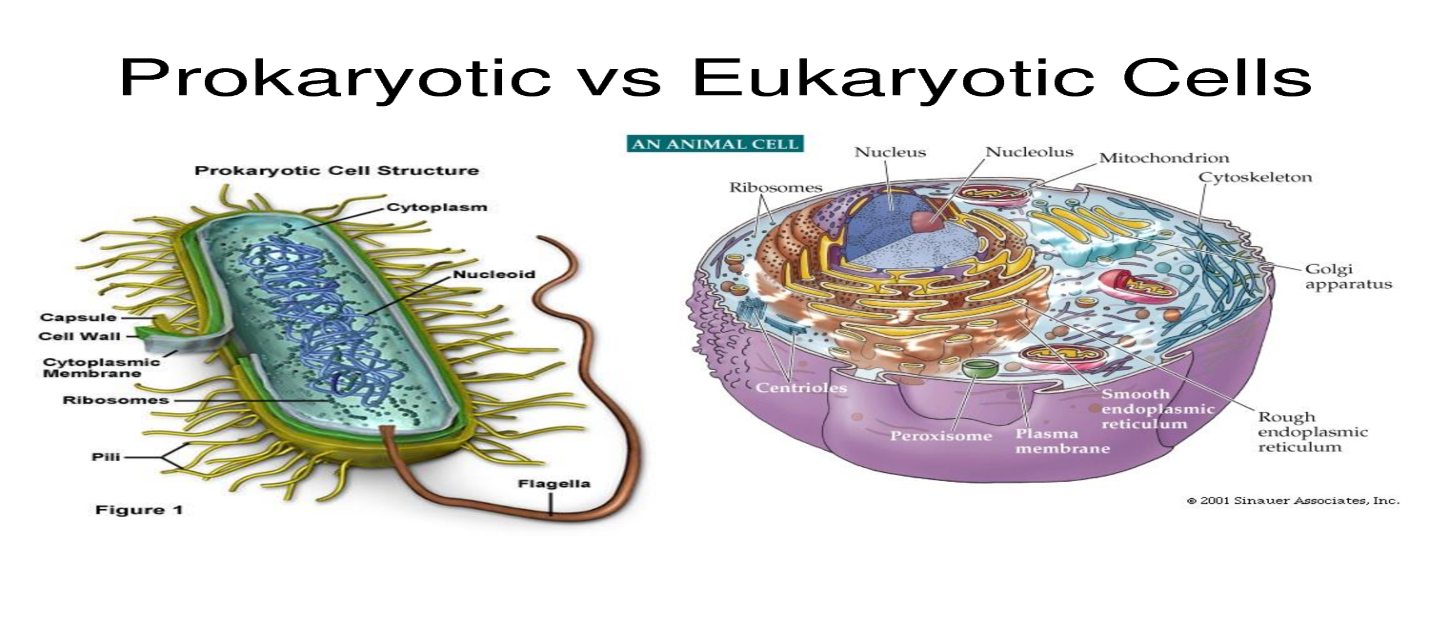 Prokaryotic vs Eukaryotic Cells
Prokaryotic Cell Structure
Cytoplasm
Nucleoid
Capsule
Cell Wall
Cytoplasmic
Membrane
Ribosomes
Pili
Flagella
Figure 1
AN ANIMAL CELL
Nucleus
Nucleolus
Mitochondrion
Cytoskeleton
Ribosomes
Golgi
apparatus
Centrioles
Smooth
endoplasmic
reticulum
Rough
endoplasmic
reticulum
Peroxisome
Plasma
membrane
© 2001 Sinauer Associates, Inc.